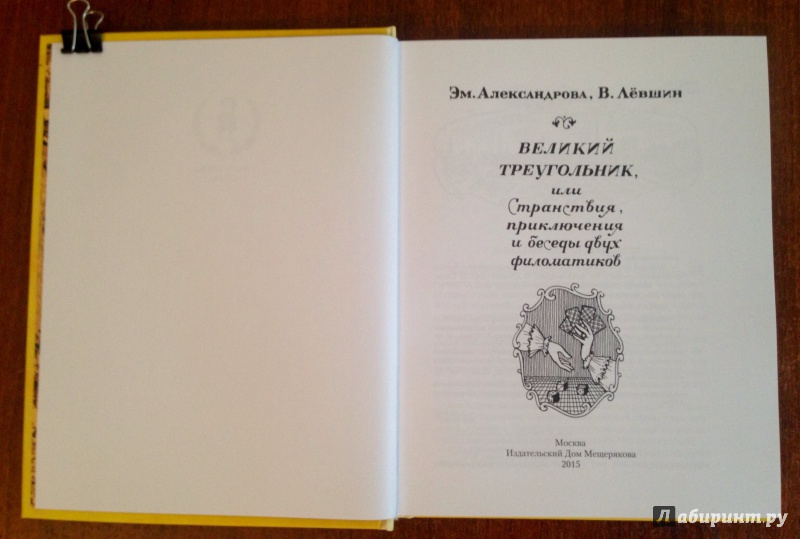 Эм. Александрова, В. Лёвшин
ВЕЛИКИЙ
ТРЕУГОЛЬНИК,
или
Странствия,
приключения
и беседы двух
филоматиков
Москва
Издательский Дом Мещерякова
2015
Лабиринт.ру